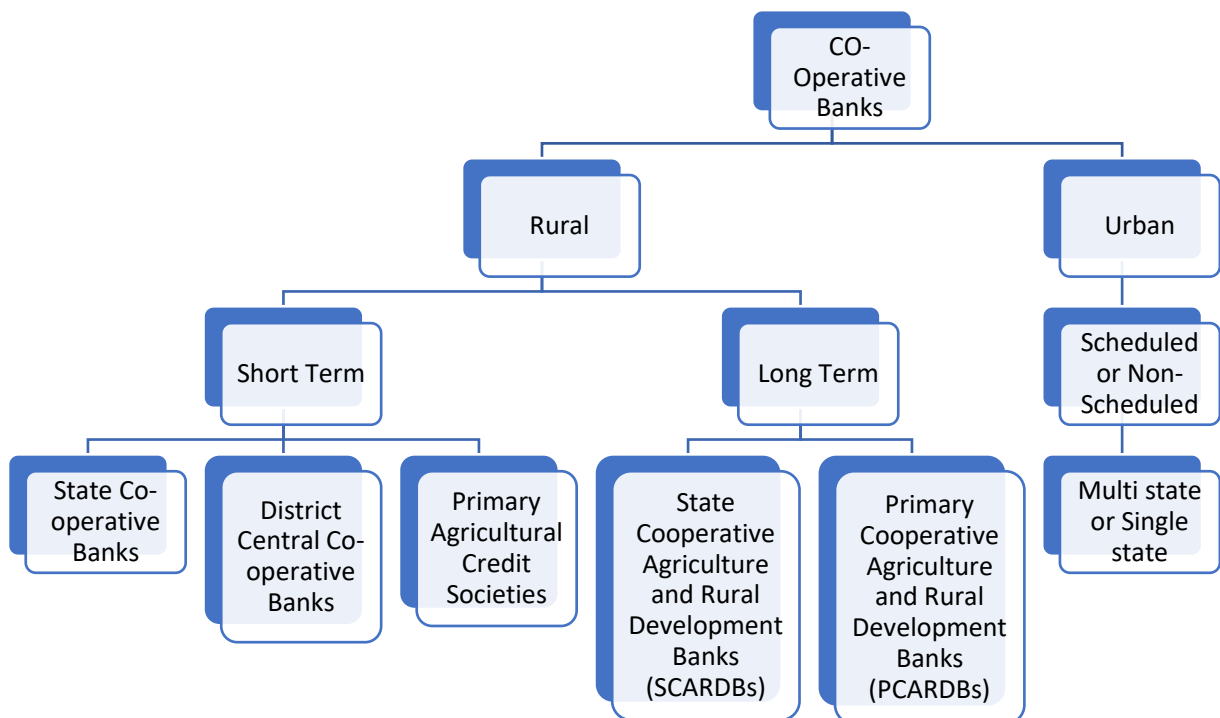 CO-
Operative
Banks
Rural
Urban
Short Term
Long Term
Scheduled
or Non-
Scheduled
State Co-
operative
Banks
District
Central Co-
operative
Banks
Primary
Agricultural
Credit
Societies
State
Cooperative
Agriculture
and Rural
Development
Banks
(SCARDBs)
Primary
Cooperative
Agriculture
and Rural
Development
Banks
(PCARDBs)
Multi state
or Single
state